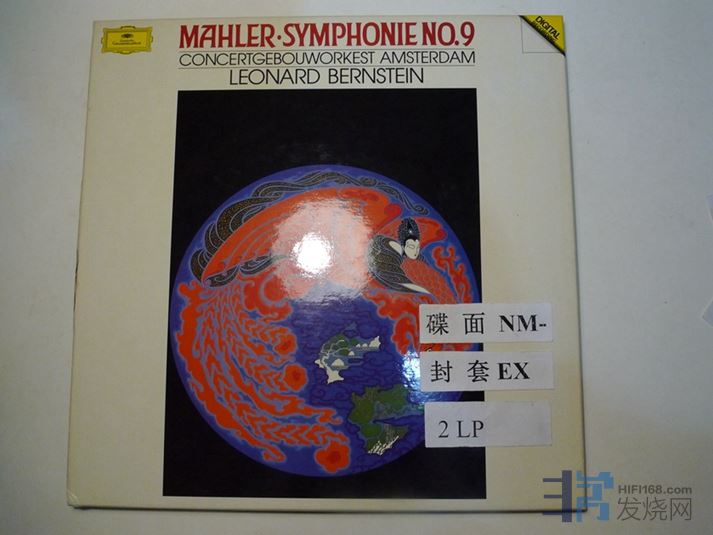 MAHLER·SYMPHONIE NO.9
CONCERTGEBOUWORKEST AMSTERDAM
LEONARD BERNSTEIN
DIGITAL
碟面 NM-
封套 EX
2 LP
HIFI168.com
发烧网